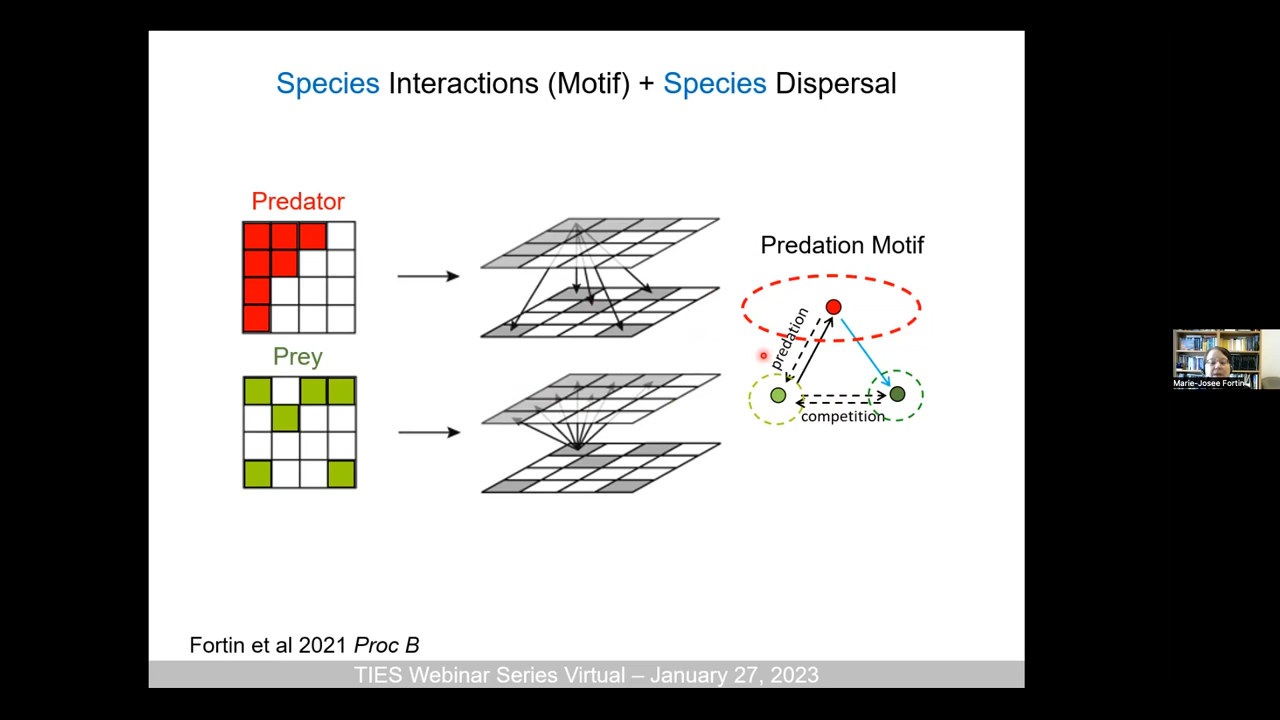 Species Interactions (Motif) + Species Dispersal
Predator
Predation Motif
predation
Prey
competition
Marie-Josee Fortin
Fortin et al 2021 Proc B
TIES Webinar Series Virtual – January 27, 2023